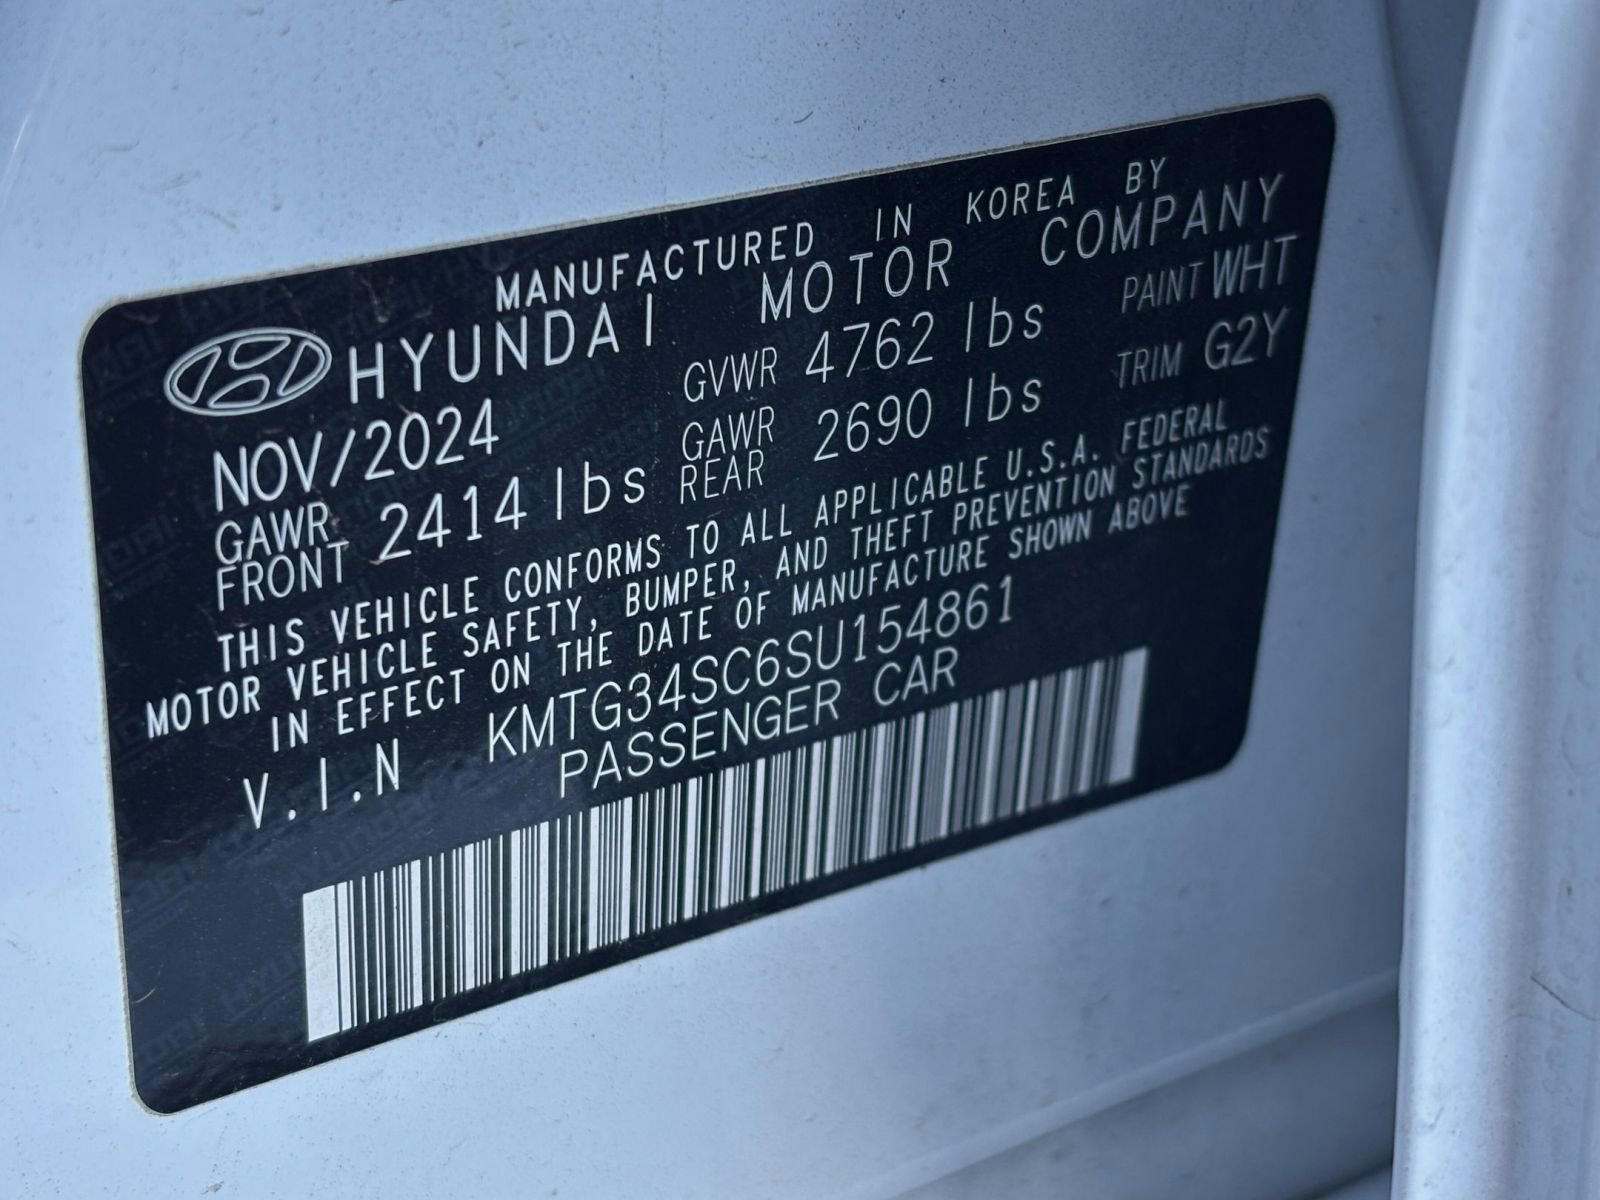 MANUFACTURED IN KOREA BY
HYUNDAI MOTOR COMPANY
NOV/2024 GVWR 4762 lbs PAINT WHT
GAWR FRONT 2414 lbs GAWR REAR 2690 lbs TRIM G2Y
THIS VEHICLE CONFORMS TO ALL APPLICABLE U.S.A. FEDERAL
MOTOR VEHICLE SAFETY, BUMPER, AND THEFT PREVENTION STANDARDS
IN EFFECT ON THE DATE OF MANUFACTURE SHOWN ABOVE
V.I.N KMTG34SC6SU154861
PASSENGER CAR